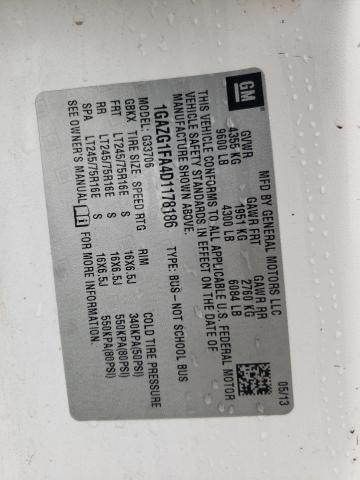 GM
MFD BY GENERAL MOTORS LLC
05/13
GVWR GAWR FRT GAWR RR
4355 KG 1951 KG 2760 KG
9600 LB 4300 LB 6084 LB
THIS VEHICLE CONFORMS TO ALL APPLICABLE U.S. FEDERAL MOTOR
VEHICLE SAFETY STANDARDS IN EFFECT ON THE DATE OF
MANUFACTURE SHOWN ABOVE.
1GAZG1FA4D1178186 TYPE: BUS-NOT SCHOOL BUS
MODEL: G33706
GBKX TIRE SIZE SPEED RTG RIM COLD TIRE PRESSURE
FRT LT245/75R16E S 16X6.5J 340KPA(50PSI)
RR LT245/75R16E S 16X6.5J 550KPA(80PSI)
SPA LT245/75R16E S 16X6.5J 550KPA(80PSI)
SEE OWNER'S MANUAL i FOR MORE INFORMATION.